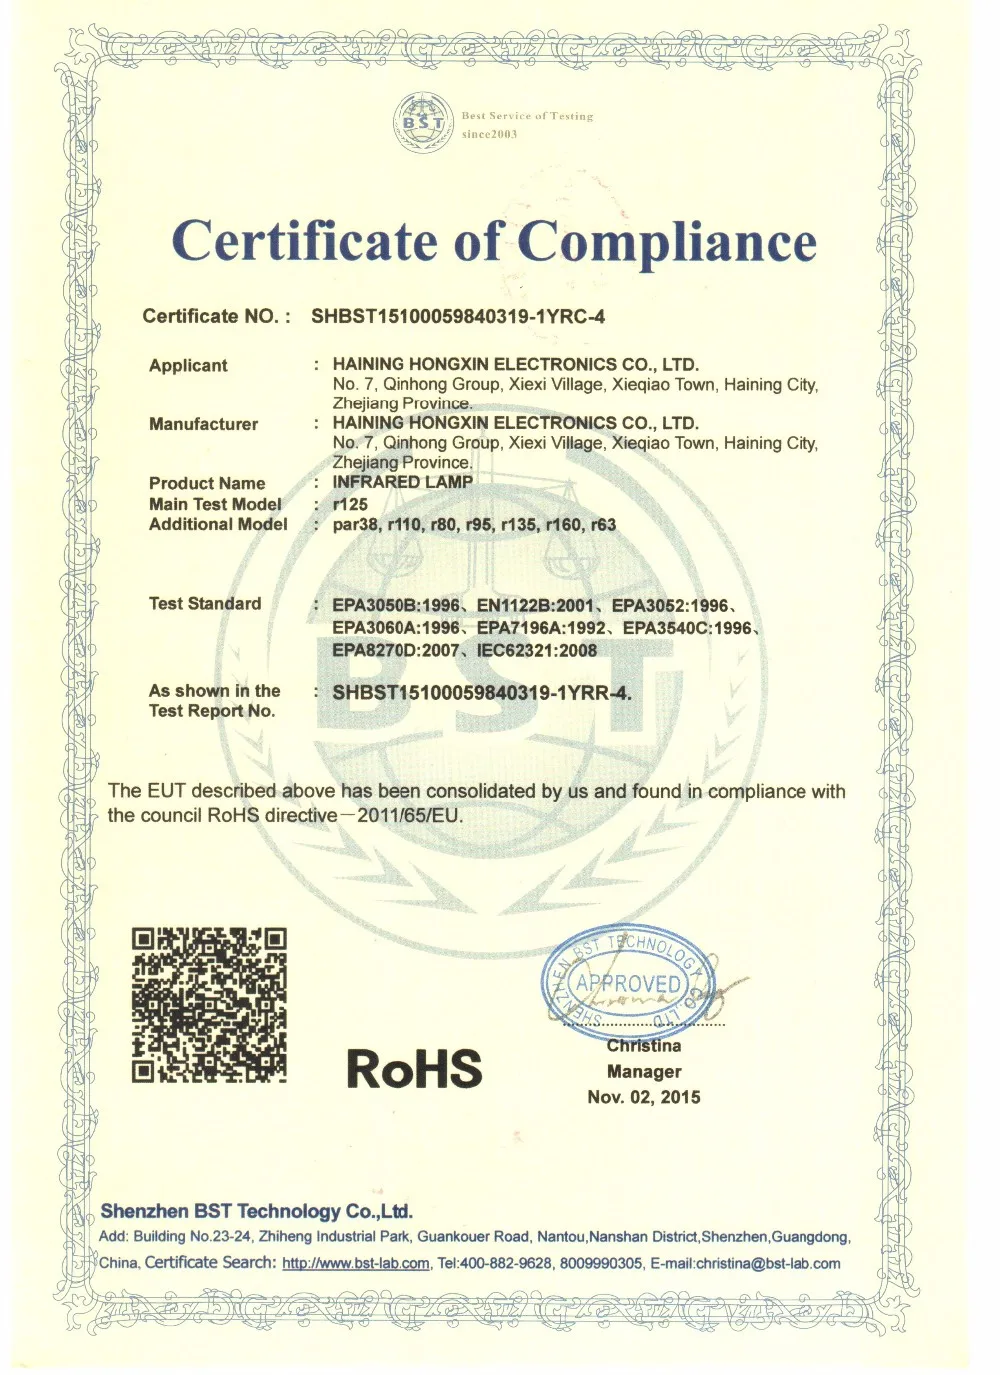 BST
Best Service of Testing
since2003
Certificate of Compliance
Certificate NO. : SHBST15100059840319-1YRC-4
Applicant : HAINING HONGXIN ELECTRONICS CO., LTD.
No. 7, Qinhong Group, Xiexi Village, Xieqiao Town, Haining City,
Zhejiang Province.
Manufacturer : HAINING HONGXIN ELECTRONICS CO., LTD.
No. 7, Qinhong Group, Xiexi Village, Xieqiao Town, Haining City,
Zhejiang Province.
Product Name : INFRARED LAMP
Main Test Model : r125
Additional Model : par38, r110, r80, r95, r135, r160, r63
Test Standard : EPA3050B:1996、EN1122B:2001、EPA3052:1996、
EPA3060A:1996、EPA7196A:1992、EPA3540C:1996、
EPA8270D:2007、IEC62321:2008
BST
As shown in the : SHBST15100059840319-1YRR-4.
Test Report No.
The EUT described above has been consolidated by us and found in compliance with
the council RoHS directive－2011/65/EU.
SHENZHEN BST TECHNOLOGY CO.,LTD
APPROVED
RoHS
Christina
Manager
Nov. 02, 2015
Shenzhen BST Technology Co.,Ltd.
Add: Building No.23-24, Zhiheng Industrial Park, Guankouer Road, Nantou,Nanshan District,Shenzhen,Guangdong,
China, Certificate Search: http://www.bst-lab.com, Tel:400-882-9628, 8009990305, E-mail:christina@bst-lab.com